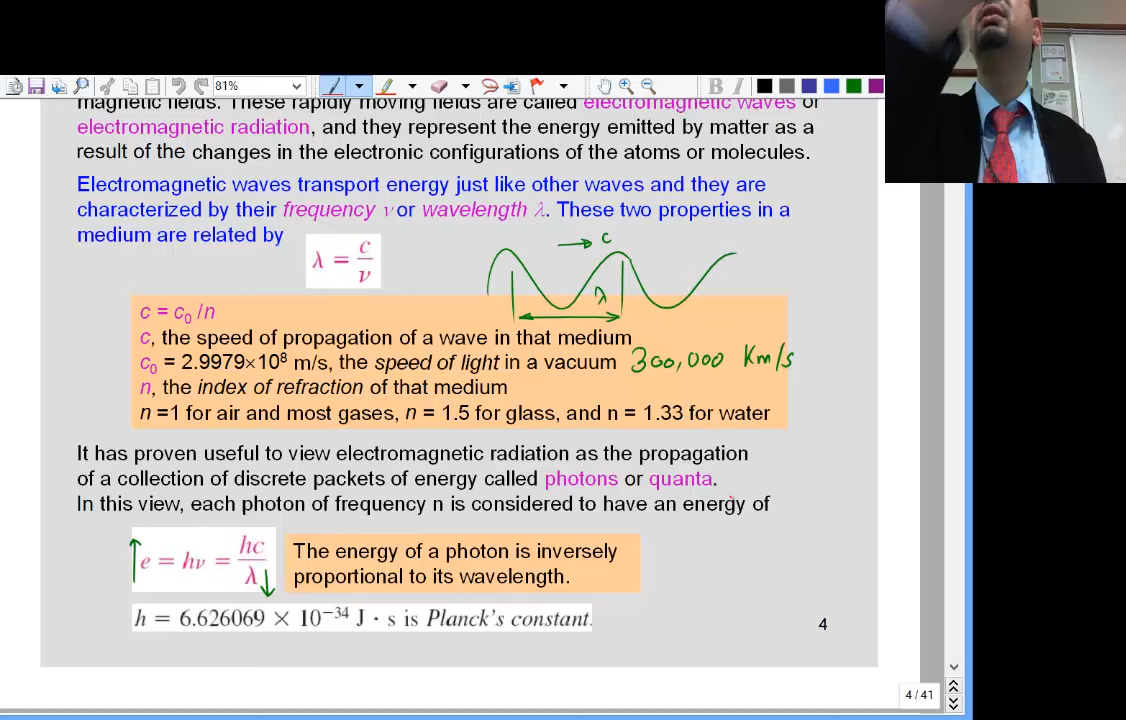 81%
B I
magnetic fields. These rapidly moving fields are called electromagnetic waves or
electromagnetic radiation, and they represent the energy emitted by matter as a
result of the changes in the electronic configurations of the atoms or molecules.
Electromagnetic waves transport energy just like other waves and they are
characterized by their frequency ν or wavelength λ. These two properties in a
medium are related by
λ = c/ν
→ c
λ
c = c₀ /n
c, the speed of propagation of a wave in that medium
c₀ = 2.9979×10⁸ m/s, the speed of light in a vacuum 300,000 Km/s
n, the index of refraction of that medium
n =1 for air and most gases, n = 1.5 for glass, and n = 1.33 for water
It has proven useful to view electromagnetic radiation as the propagation
of a collection of discrete packets of energy called photons or quanta.
In this view, each photon of frequency n is considered to have an energy of
e = hν = hc/λ
The energy of a photon is inversely
proportional to its wavelength.
h = 6.626069 × 10⁻³⁴ J · s is Planck's constant.
4
4 / 41